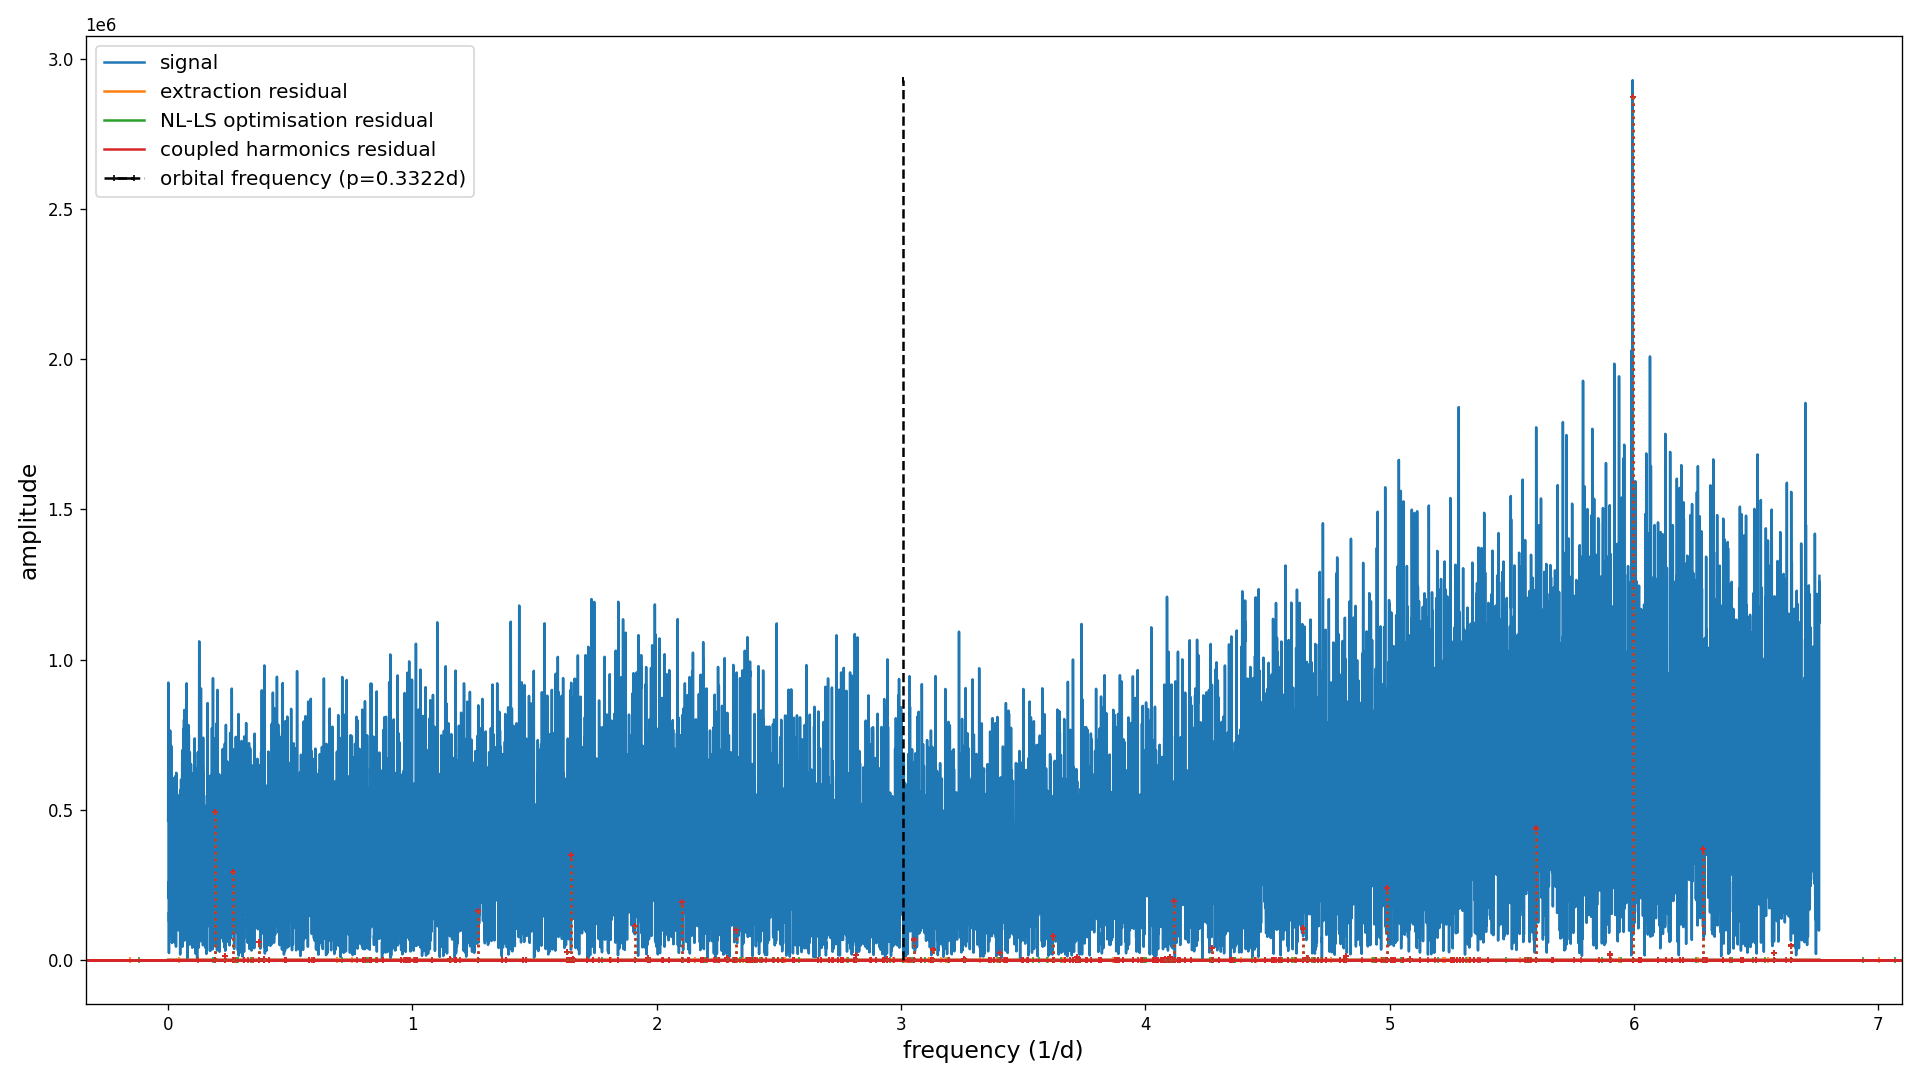 1e6
3.0
2.5
2.0
1.5
1.0
0.5
0.0
amplitude
signal
extraction residual
NL-LS optimisation residual
coupled harmonics residual
orbital frequency (p=0.3322d)
0 1 2 3 4 5 6 7
frequency (1/d)